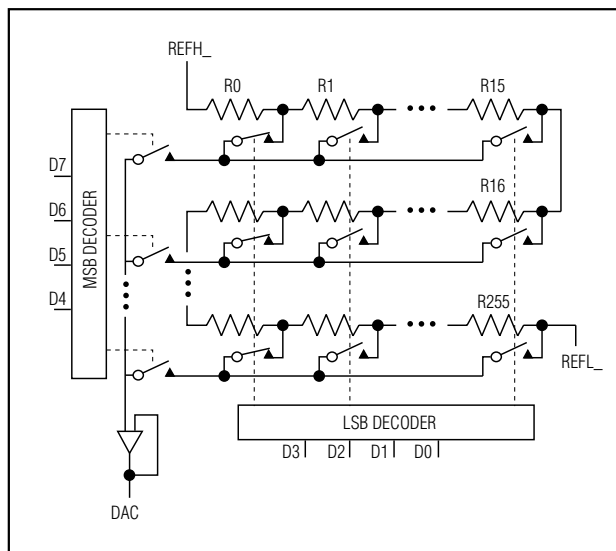 REFH_
R0
R1
R15
D7
D6
D5
D4
MSB DECODER
R16
R255
REFL_
LSB DECODER
D3
D2
D1
D0
DAC